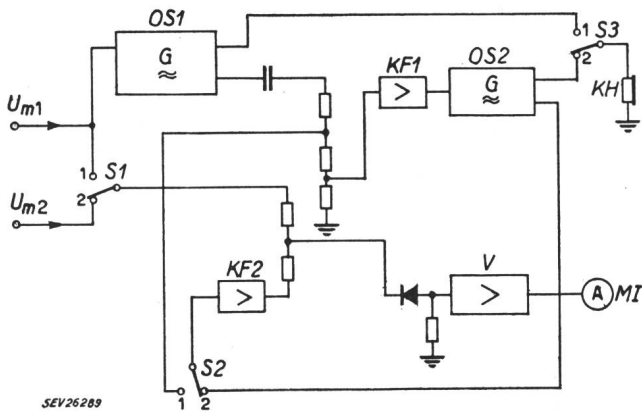 OS1
G
≈
Um1
1
S1
2
Um2
KF1
>
OS2
G
≈
1
S3
2
KH
KF2
>
V
>
A
MI
S2
1
2
SEV26289